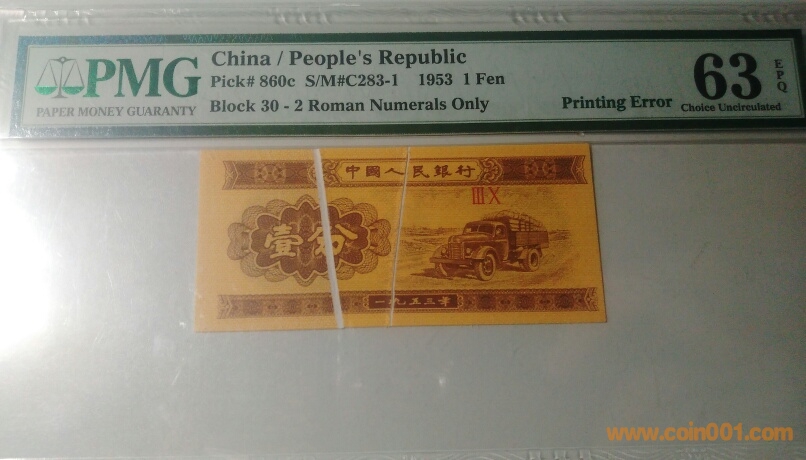 PMG
PAPER MONEY GUARANTY
China / People's Republic
Pick# 860c S/M#C283-1 1953 1 Fen
Block 30 - 2 Roman Numerals Only
Printing Error
63
EPQ
Choice Uncirculated
中國人民銀行
ⅢX
壹分
一九五三年
www.coin001.com